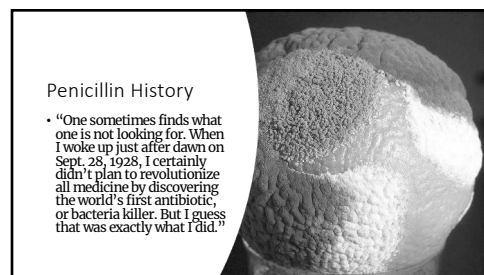 Penicillin History
• “One sometimes finds what
one is not looking for. When
I woke up just after dawn on
Sept. 28, 1928, I certainly
didn’t plan to revolutionize
all medicine by discovering
the world’s first antibiotic,
or bacteria killer. But I guess
that was exactly what I did.”